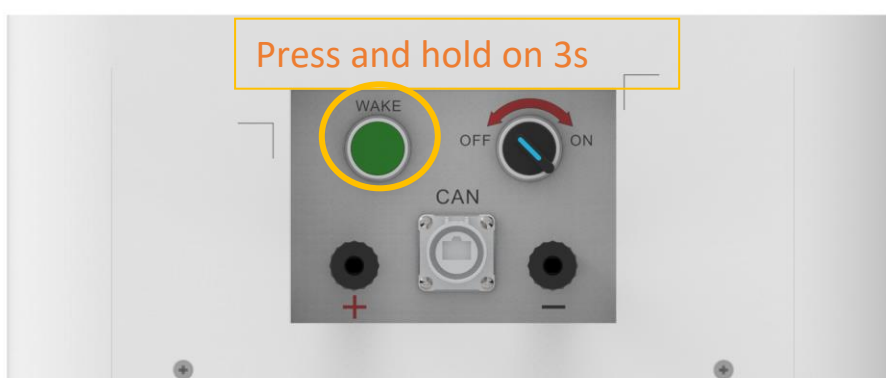 Press and hold on 3s
WAKE
OFF ON
CAN
+ −